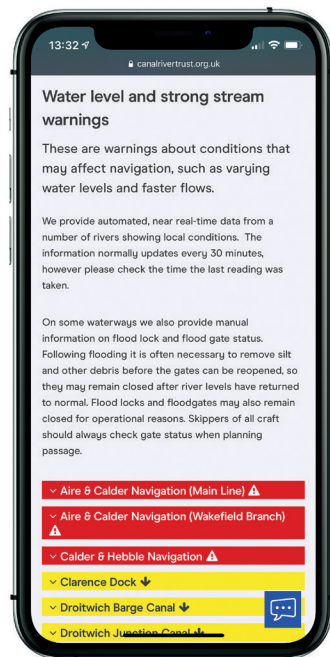 13:32
canalrivertrust.org.uk
Water level and strong stream
warnings
These are warnings about conditions that
may affect navigation, such as varying
water levels and faster flows.
We provide automated, near real-time data from a
number of rivers showing local conditions. The
information normally updates every 30 minutes,
however please check the time the last reading was
taken.
On some waterways we also provide manual
information on flood lock and flood gate status.
Following flooding it is often necessary to remove silt
and other debris before the gates can be reopened, so
they may remain closed after river levels have returned
to normal. Flood locks and floodgates may also remain
closed for operational reasons. Skippers of all craft
should always check gate status when planning
passage.
Aire & Calder Navigation (Main Line)
Aire & Calder Navigation (Wakefield Branch)
Calder & Hebble Navigation
Clarence Dock
Droitwich Barge Canal
Droitwich Junction Canal